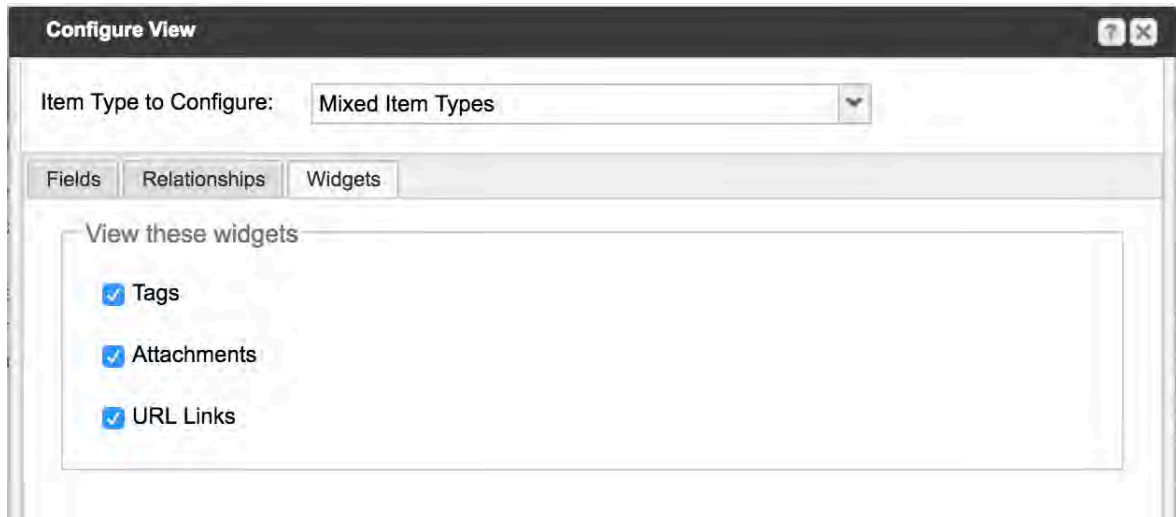 Configure View
?
Item Type to Configure: Mixed Item Types
Fields Relationships Widgets
View these widgets
Tags
Attachments
URL Links